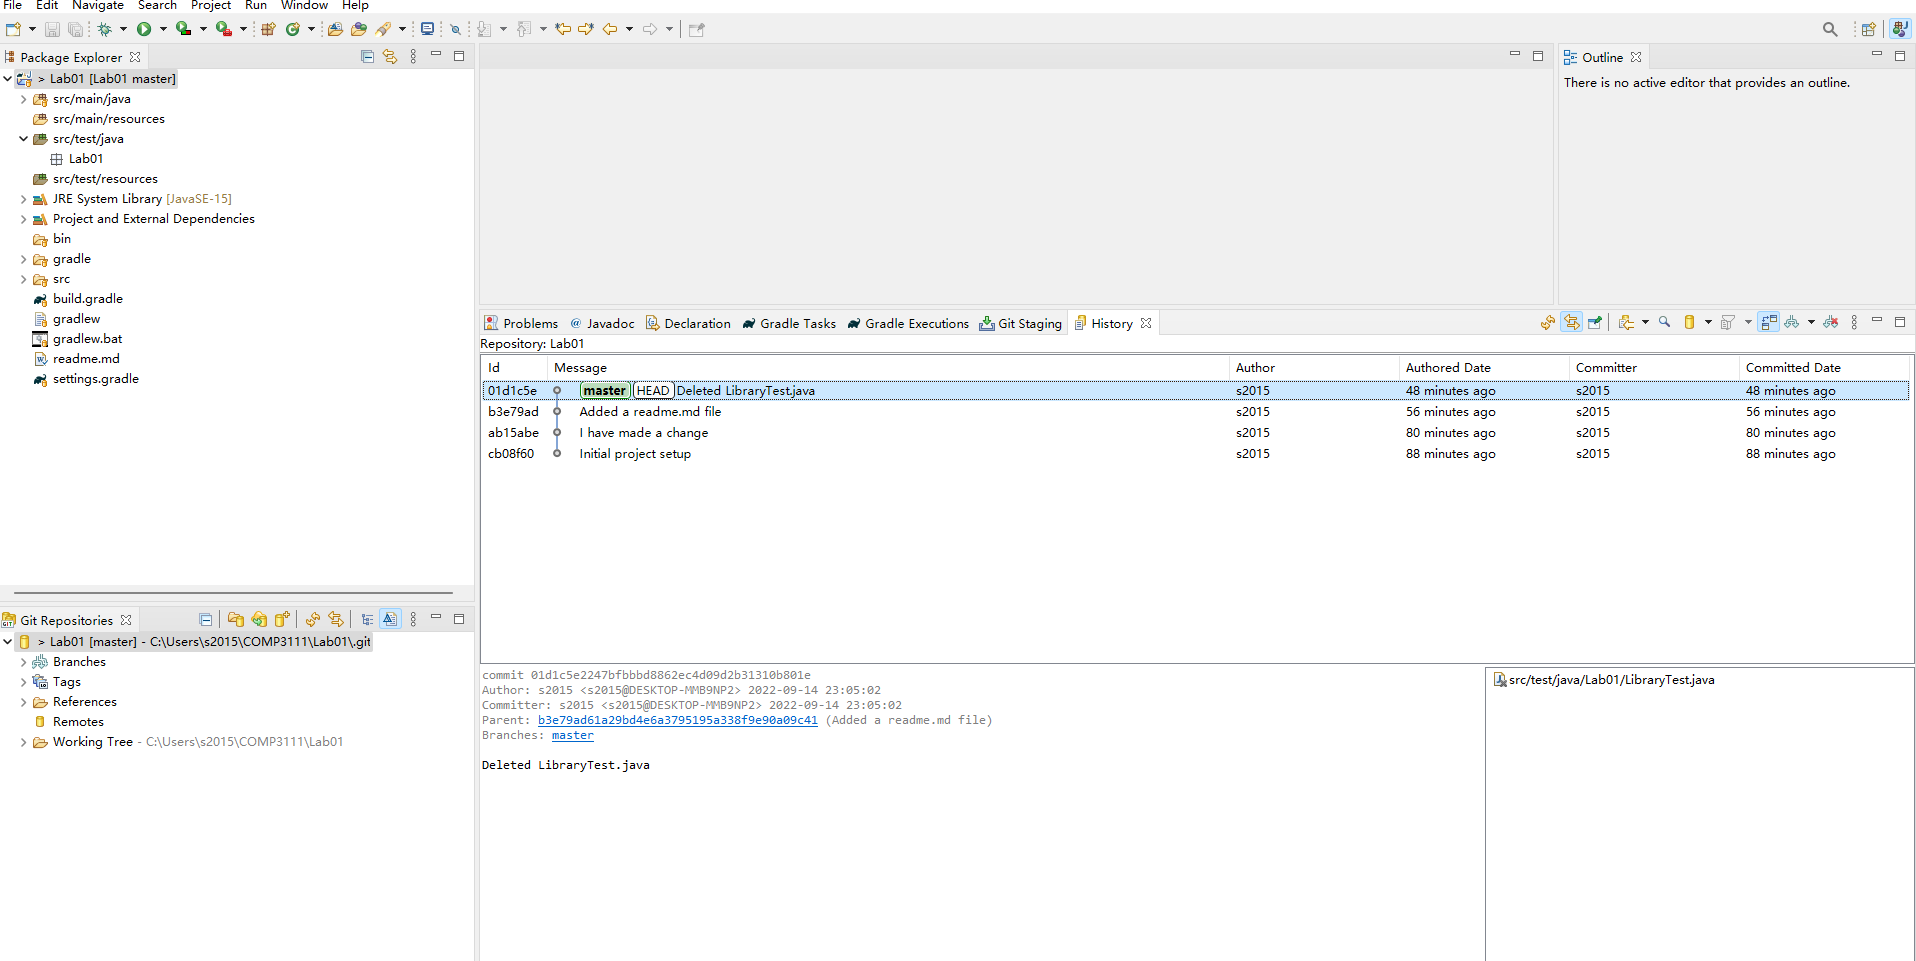 File Edit Navigate Search Project Run Window Help
Package Explorer
> Lab01 [Lab01 master]
src/main/java
src/main/resources
src/test/java
Lab01
src/test/resources
JRE System Library [JavaSE-15]
Project and External Dependencies
bin
gradle
src
build.gradle
gradlew
gradlew.bat
readme.md
settings.gradle
Git Repositories
> Lab01 [master] - C:\Users\s2015\COMP3111\Lab01\.git
Branches
Tags
References
Remotes
Working Tree - C:\Users\s2015\COMP3111\Lab01
Outline
There is no active editor that provides an outline.
Problems @ Javadoc Declaration Gradle Tasks Gradle Executions Git Staging History
Repository: Lab01
Id Message Author Authored Date Committer Committed Date
01d1c5e master HEAD Deleted LibraryTest.java s2015 48 minutes ago s2015 48 minutes ago
b3e79ad Added a readme.md file s2015 56 minutes ago s2015 56 minutes ago
ab15abe I have made a change s2015 80 minutes ago s2015 80 minutes ago
cb08f60 Initial project setup s2015 88 minutes ago s2015 88 minutes ago
commit 01d1c5e2247bfbbbd8862ec4d09d2b31310b801e
Author: s2015 <s2015@DESKTOP-MMB9NP2> 2022-09-14 23:05:02
Committer: s2015 <s2015@DESKTOP-MMB9NP2> 2022-09-14 23:05:02
Parent: b3e79ad61a29bd4e6a3795195a338f9e90a09c41 (Added a readme.md file)
Branches: master
Deleted LibraryTest.java
src/test/java/Lab01/LibraryTest.java